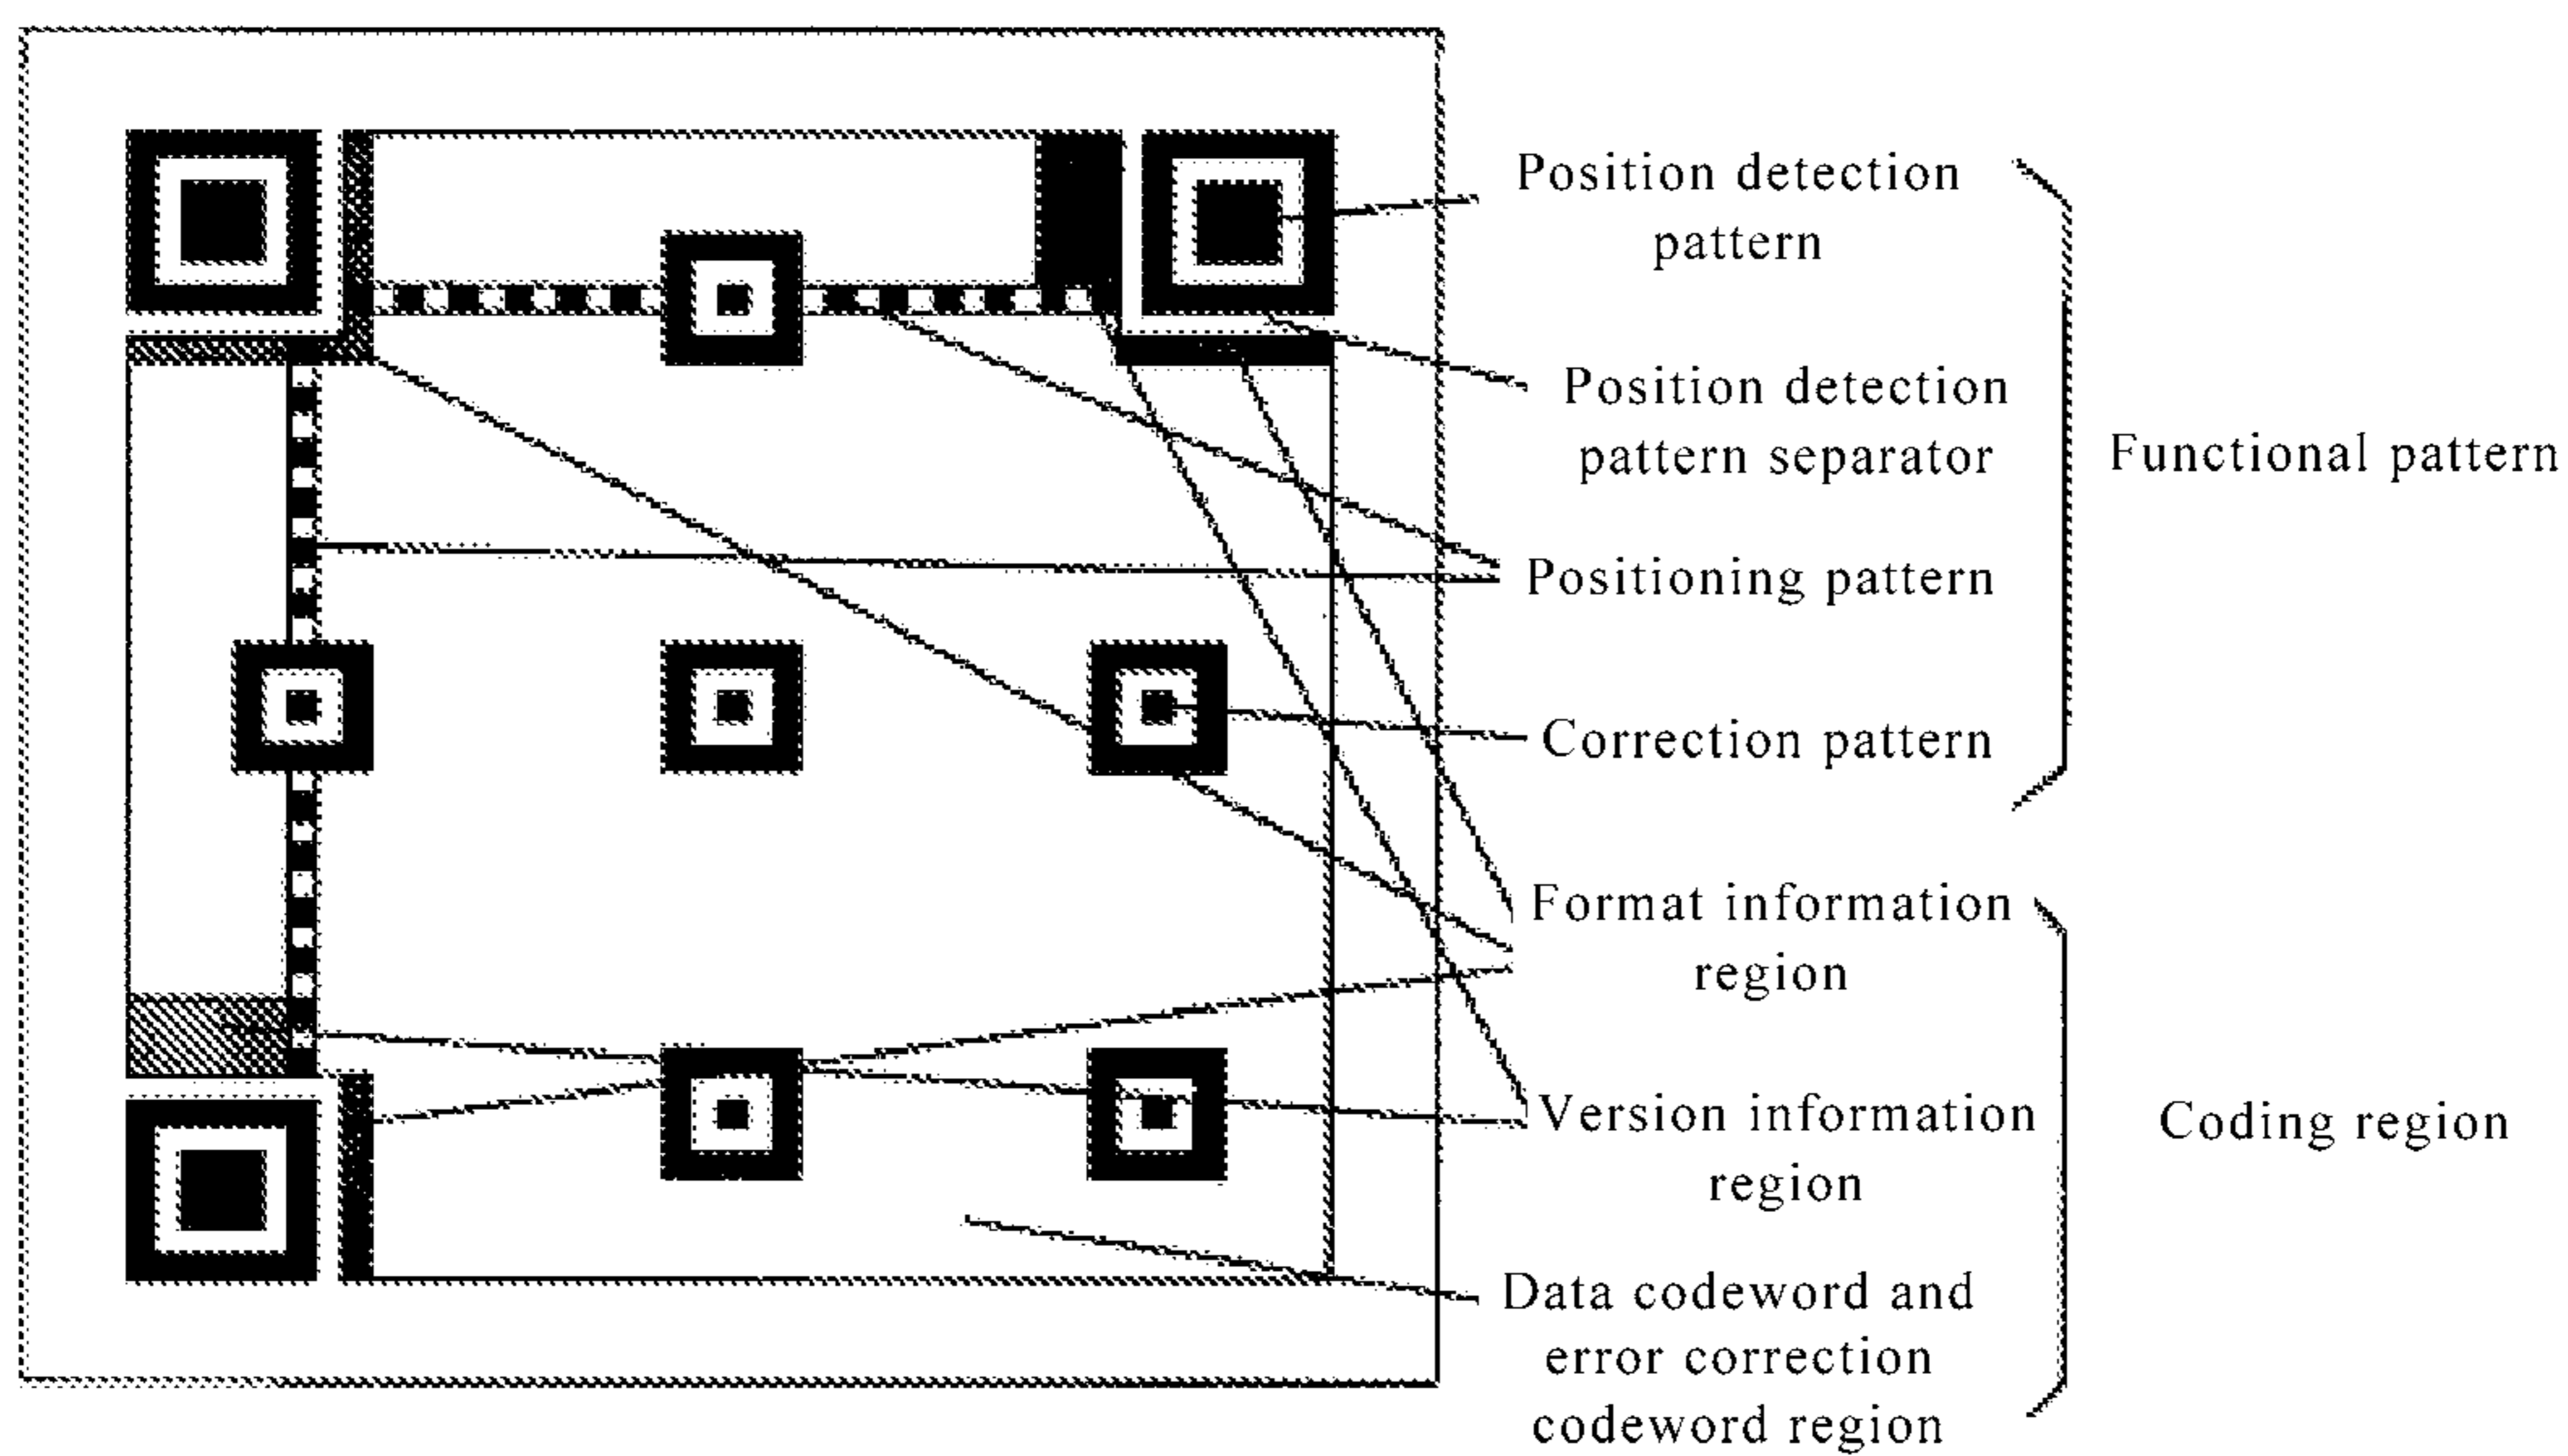 Position detection
pattern
Position detection
pattern separator
Functional pattern
Positioning pattern
Correction pattern
Format information
region
Version information
region
Coding region
Data codeword and
error correction
codeword region